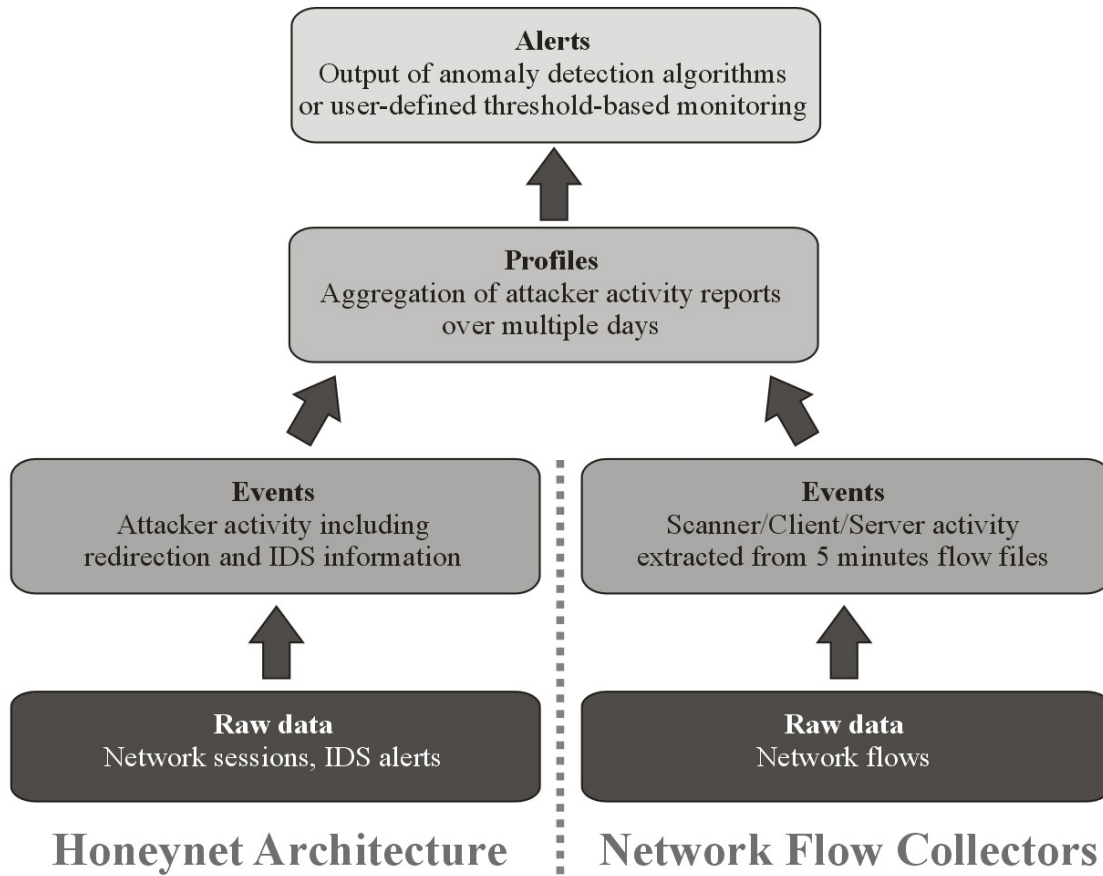 Alerts
Output of anomaly detection algorithms
or user-defined threshold-based monitoring
Profiles
Aggregation of attacker activity reports
over multiple days
Events
Attacker activity including
redirection and IDS information
Events
Scanner/Client/Server activity
extracted from 5 minutes flow files
Raw data
Network sessions, IDS alerts
Raw data
Network flows
Honeynet Architecture
Network Flow Collectors